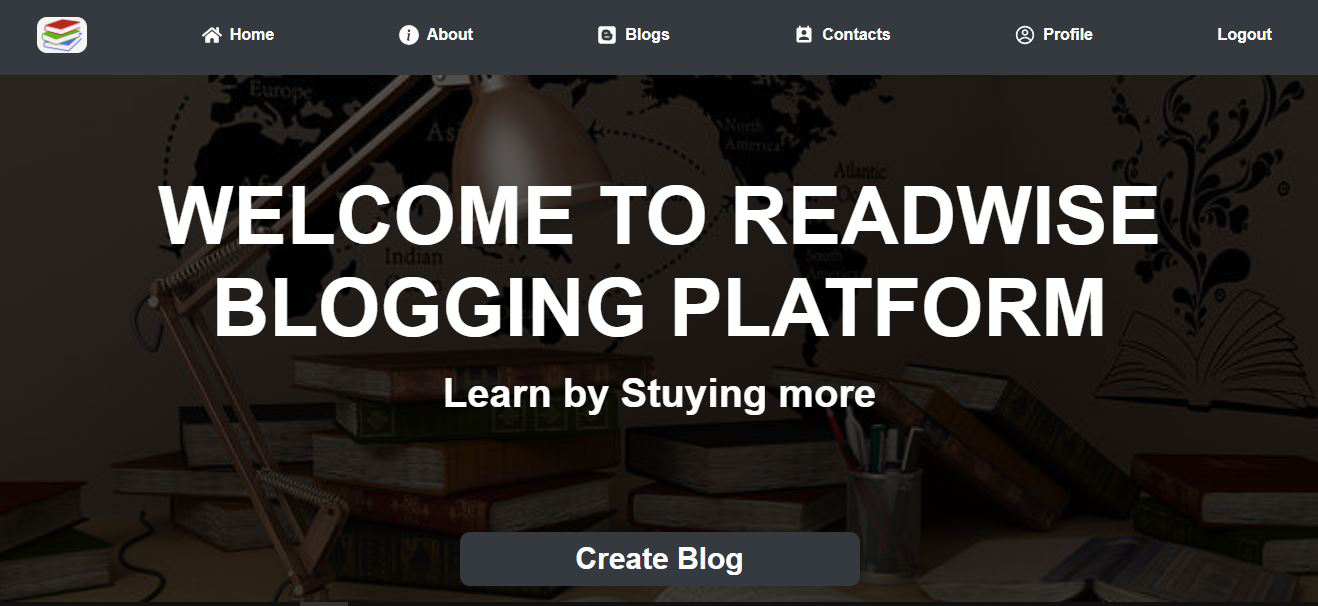 Home
About
Blogs
Contacts
Profile
Logout
Europe
North
America
Atlantic
WELCOME TO READWISE
Indian
South
America
BLOGGING PLATFORM
Learn by Stuying more
Create Blog